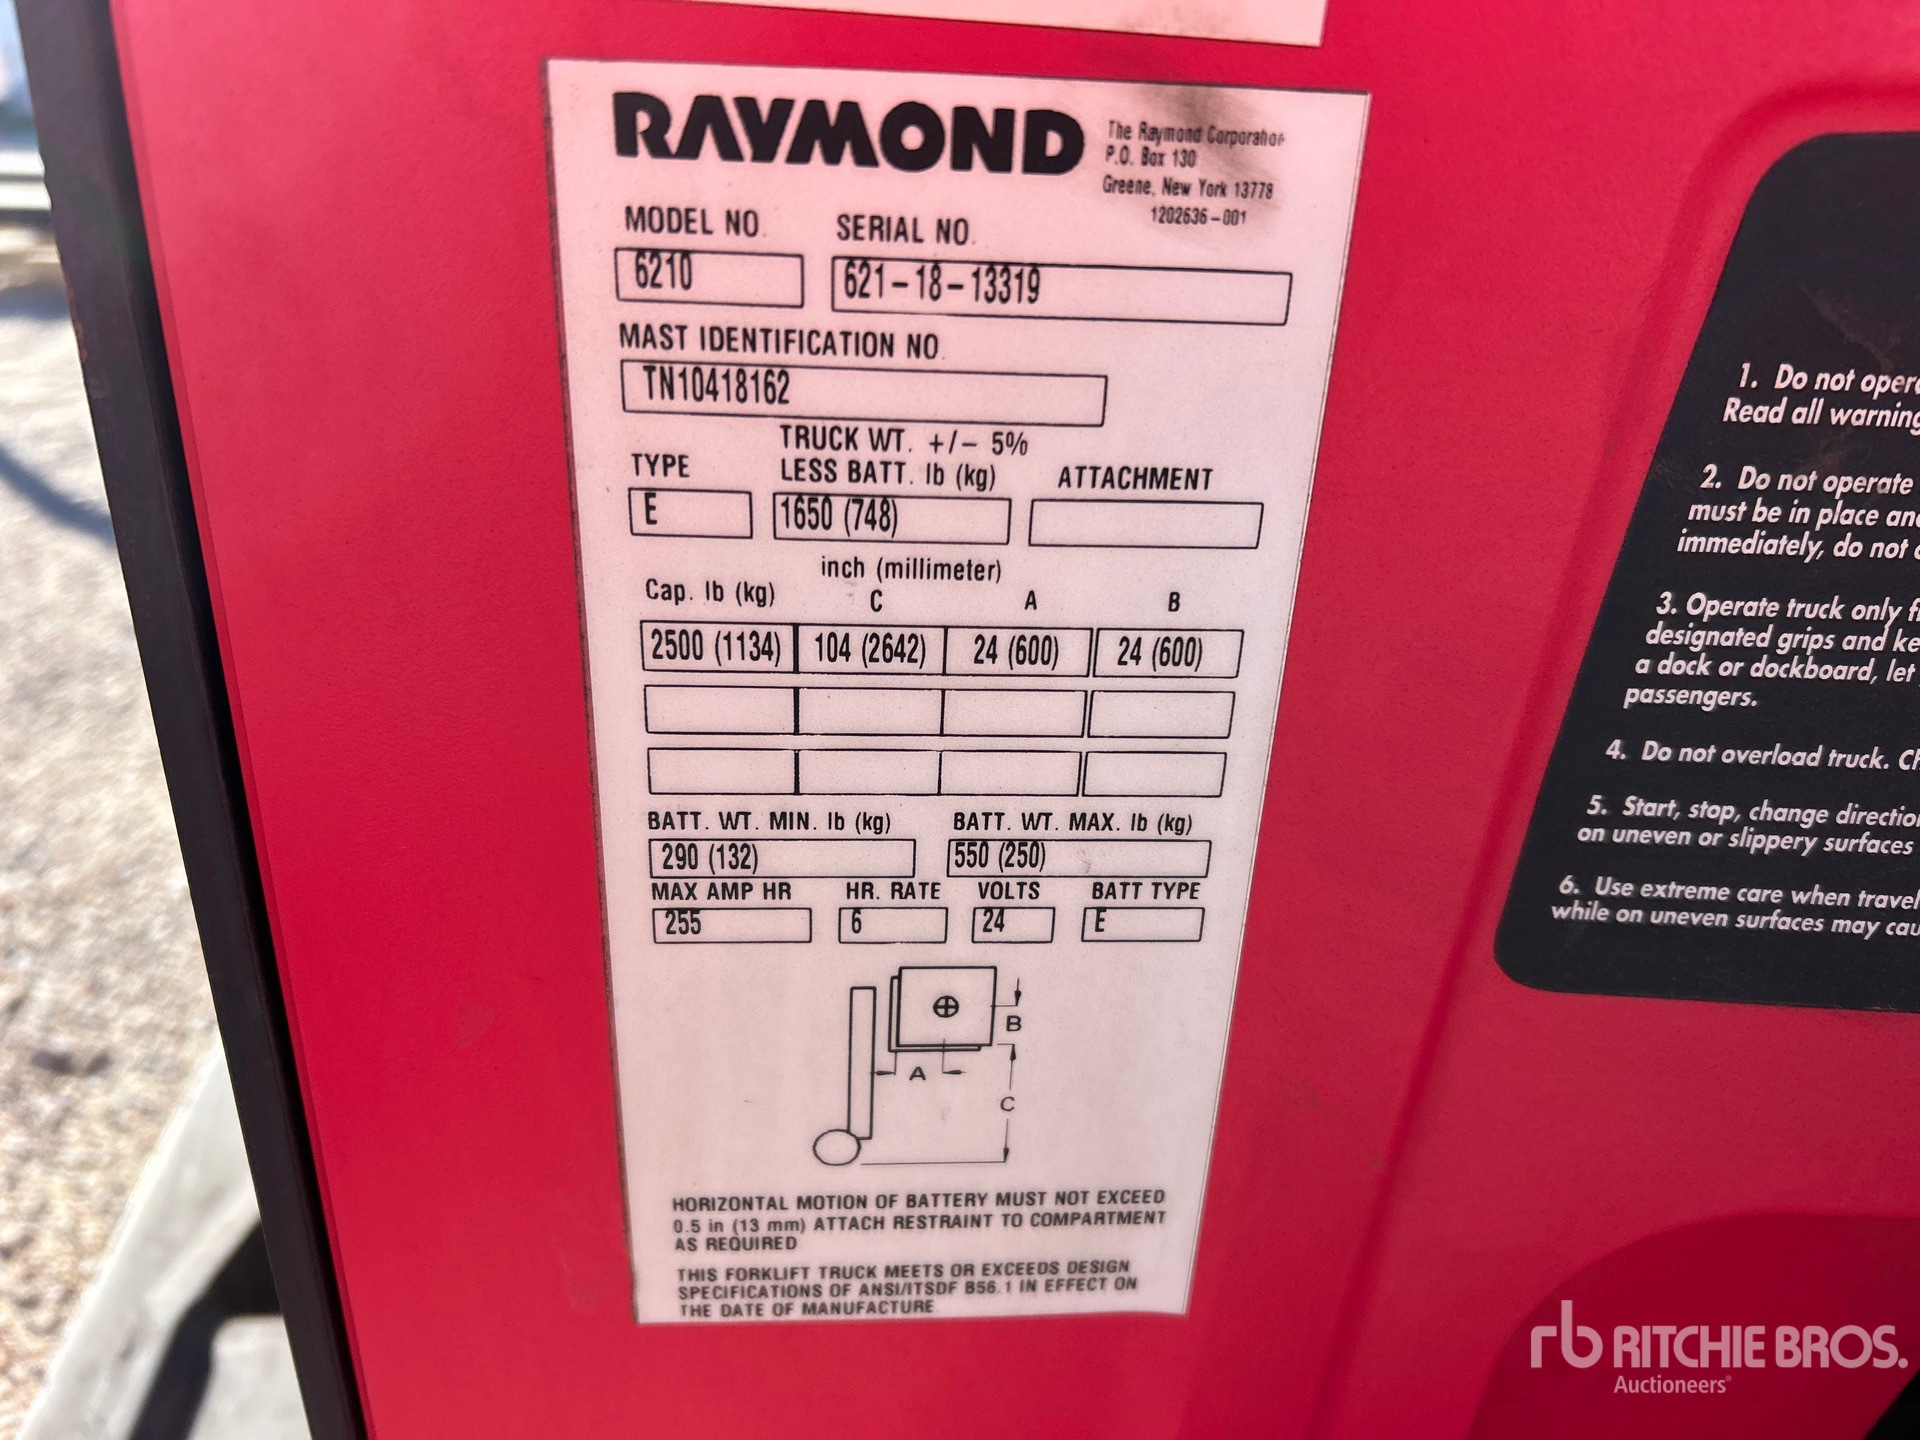 RAYMOND
The Raymond Corporation
P.O. Box 130
Greene, New York 13778
1202636-001
MODEL NO. SERIAL NO.
6210 621-18-13319
MAST IDENTIFICATION NO.
TN10418162
TRUCK WT. +/- 5%
TYPE LESS BATT. lb (kg) ATTACHMENT
E 1650 (748)
inch (millimeter)
Cap. lb (kg) C A B
2500 (1134) 104 (2642) 24 (600) 24 (600)
BATT. WT. MIN. lb (kg) BATT. WT. MAX. lb (kg)
290 (132) 550 (250)
MAX AMP HR HR. RATE VOLTS BATT TYPE
255 6 24 E
B
A
C
HORIZONTAL MOTION OF BATTERY MUST NOT EXCEED
0.5 in (13 mm) ATTACH RESTRAINT TO COMPARTMENT
AS REQUIRED
THIS FORKLIFT TRUCK MEETS OR EXCEEDS DESIGN
SPECIFICATIONS OF ANSI/ITSDF B56.1 IN EFFECT ON
THE DATE OF MANUFACTURE
1. Do not opera
Read all warning
2. Do not operate
must be in place and
immediately, do not
3. Operate truck only f
designated grips and ke
a dock or dockboard, let
passengers.
4. Do not overload truck. Ch
5. Start, stop, change direction
on uneven or slippery surfaces
6. Use extreme care when travel
while on uneven surfaces may cau
rb RITCHIE BROS.
Auctioneers®